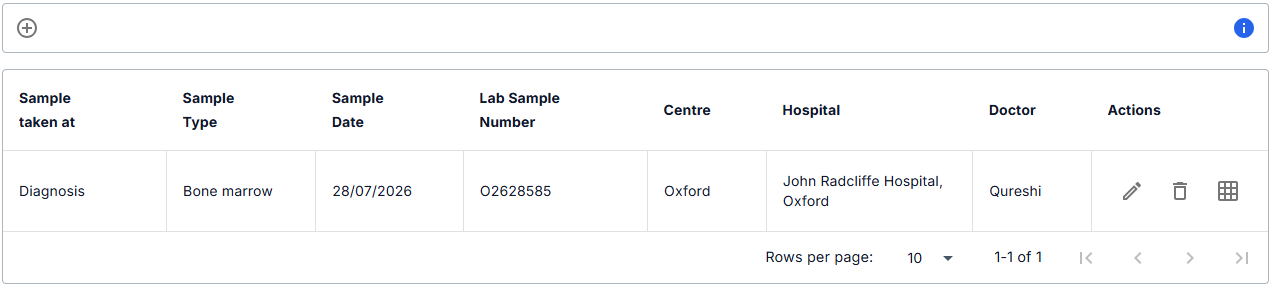 Sample taken at
Sample Type
Sample Date
Lab Sample Number
Centre
Hospital
Doctor
Actions
Diagnosis
Bone marrow
28/07/2026
O2628585
Oxford
John Radcliffe Hospital,
Oxford
Qureshi
Rows per page: 10 1-1 of 1